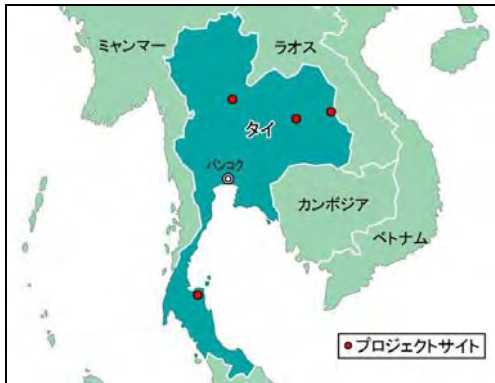 ミャンマー
ラオス
タイ
バンコク
カンボジア
ベトナム
プロジェクトサイト